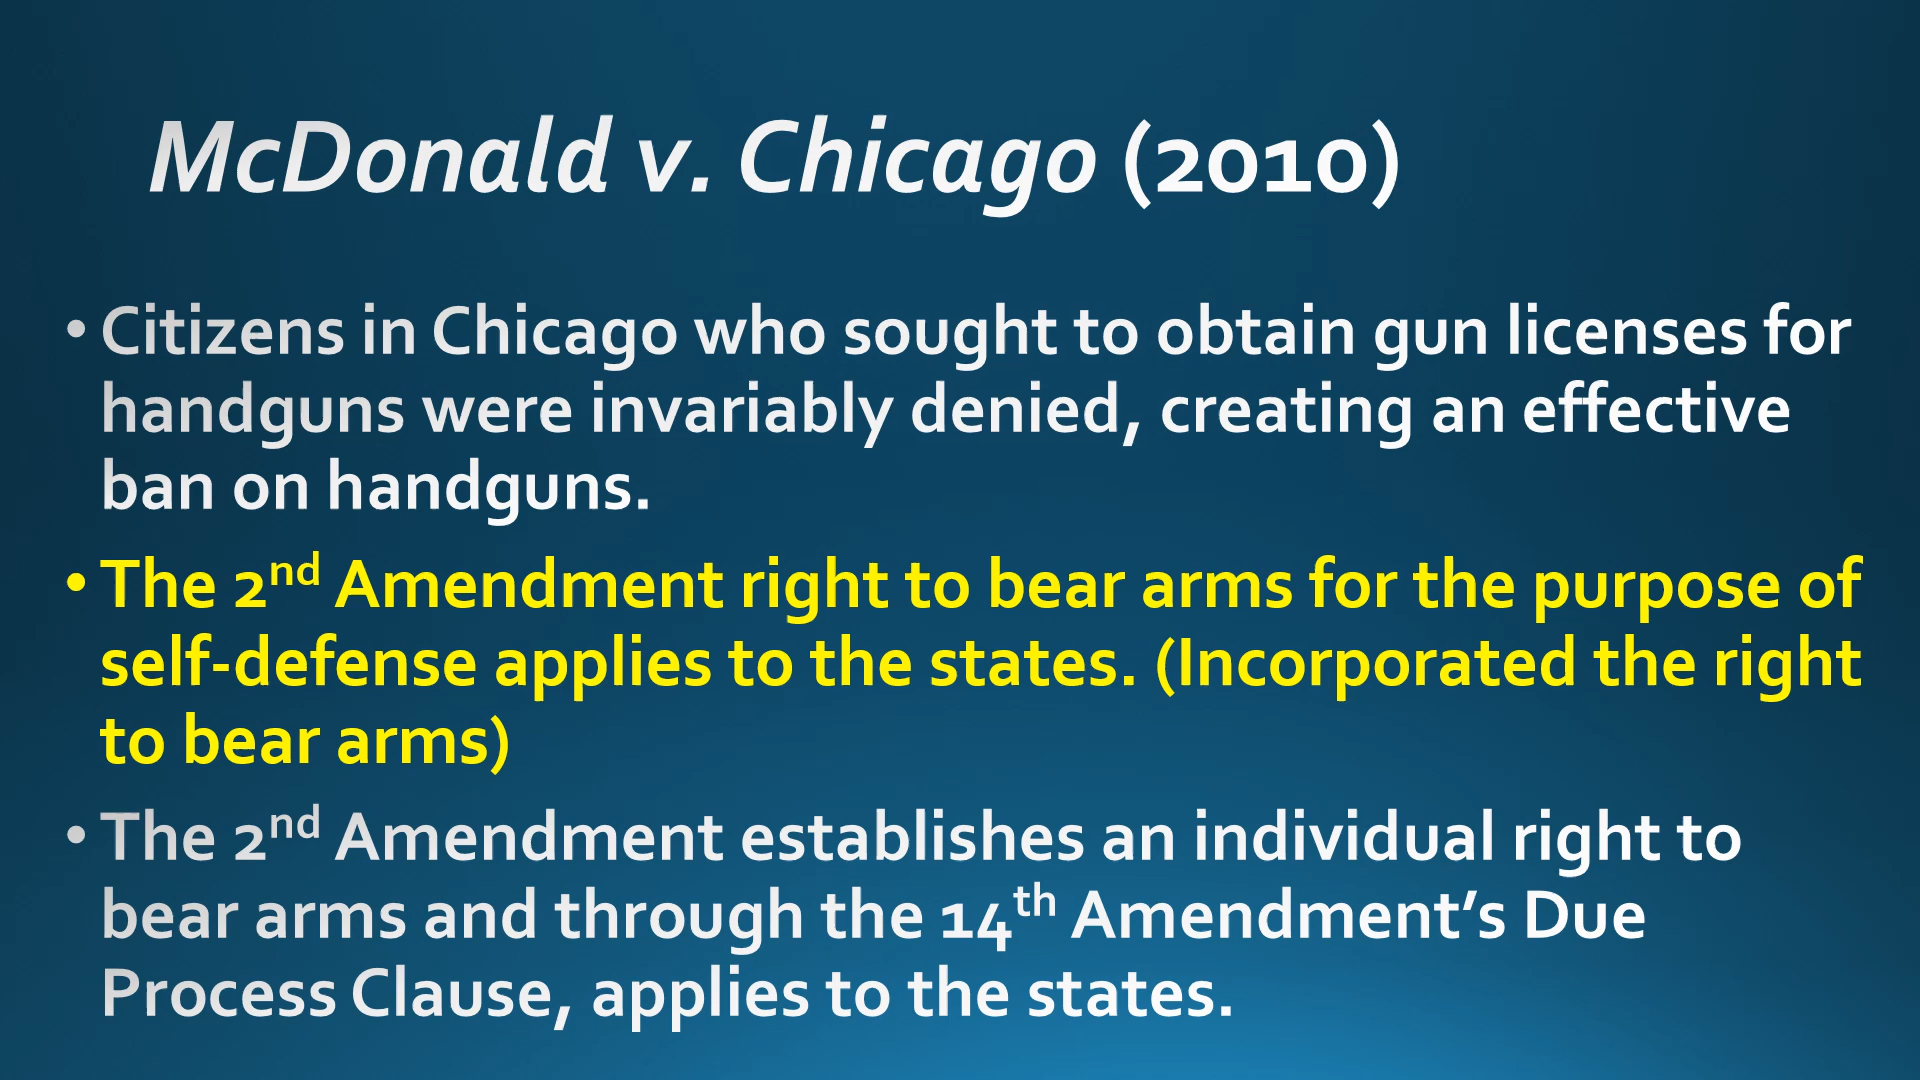 McDonald v. Chicago (2010)
• Citizens in Chicago who sought to obtain gun licenses for
handguns were invariably denied, creating an effective
ban on handguns.
• The 2nd Amendment right to bear arms for the purpose of
self-defense applies to the states. (Incorporated the right
to bear arms)
• The 2nd Amendment establishes an individual right to
bear arms and through the 14th Amendment’s Due
Process Clause, applies to the states.